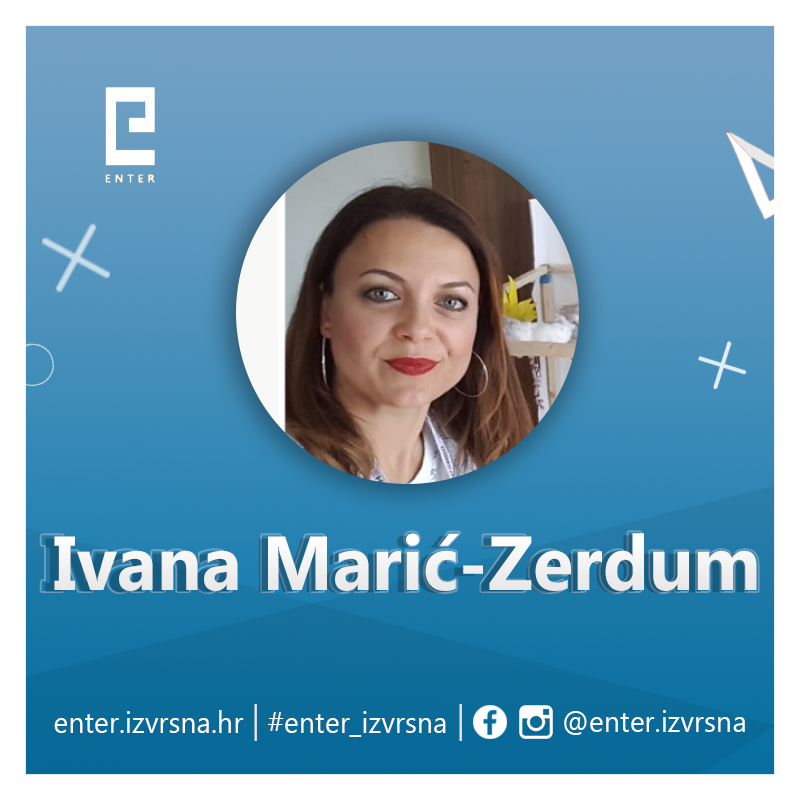 ENTER
Ivana Marić-Zerdum
enter.izvrsna.hr | #enter_izvrsna | @enter.izvrsna